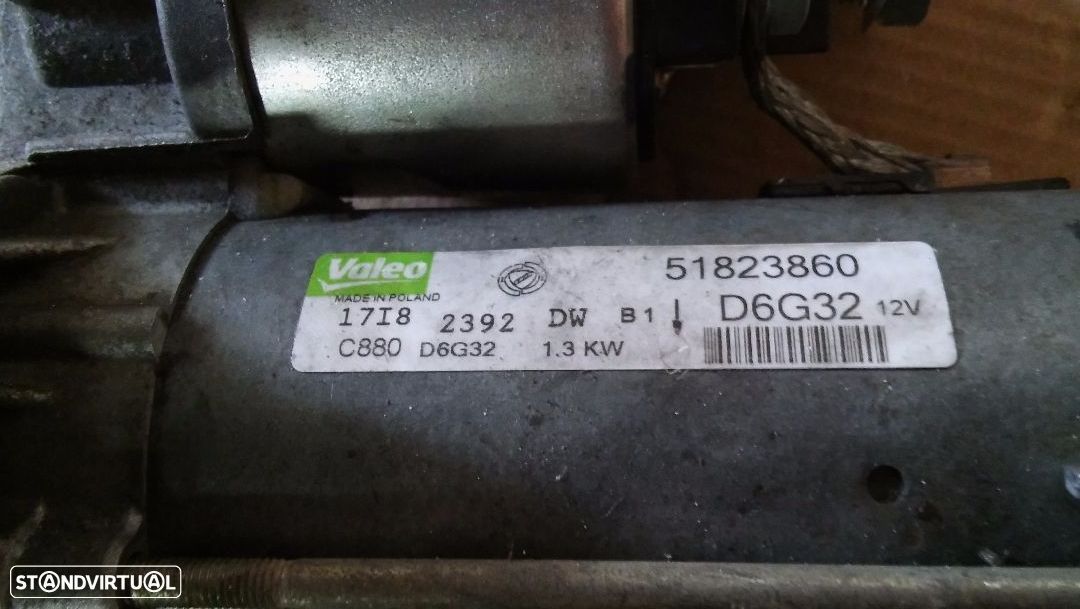 Valeo
51823860
MADE IN POLAND
17I8 2392 DW B1 D6G32 12V
C880 D6G32 1.3 KW
STANDVIRTUAL